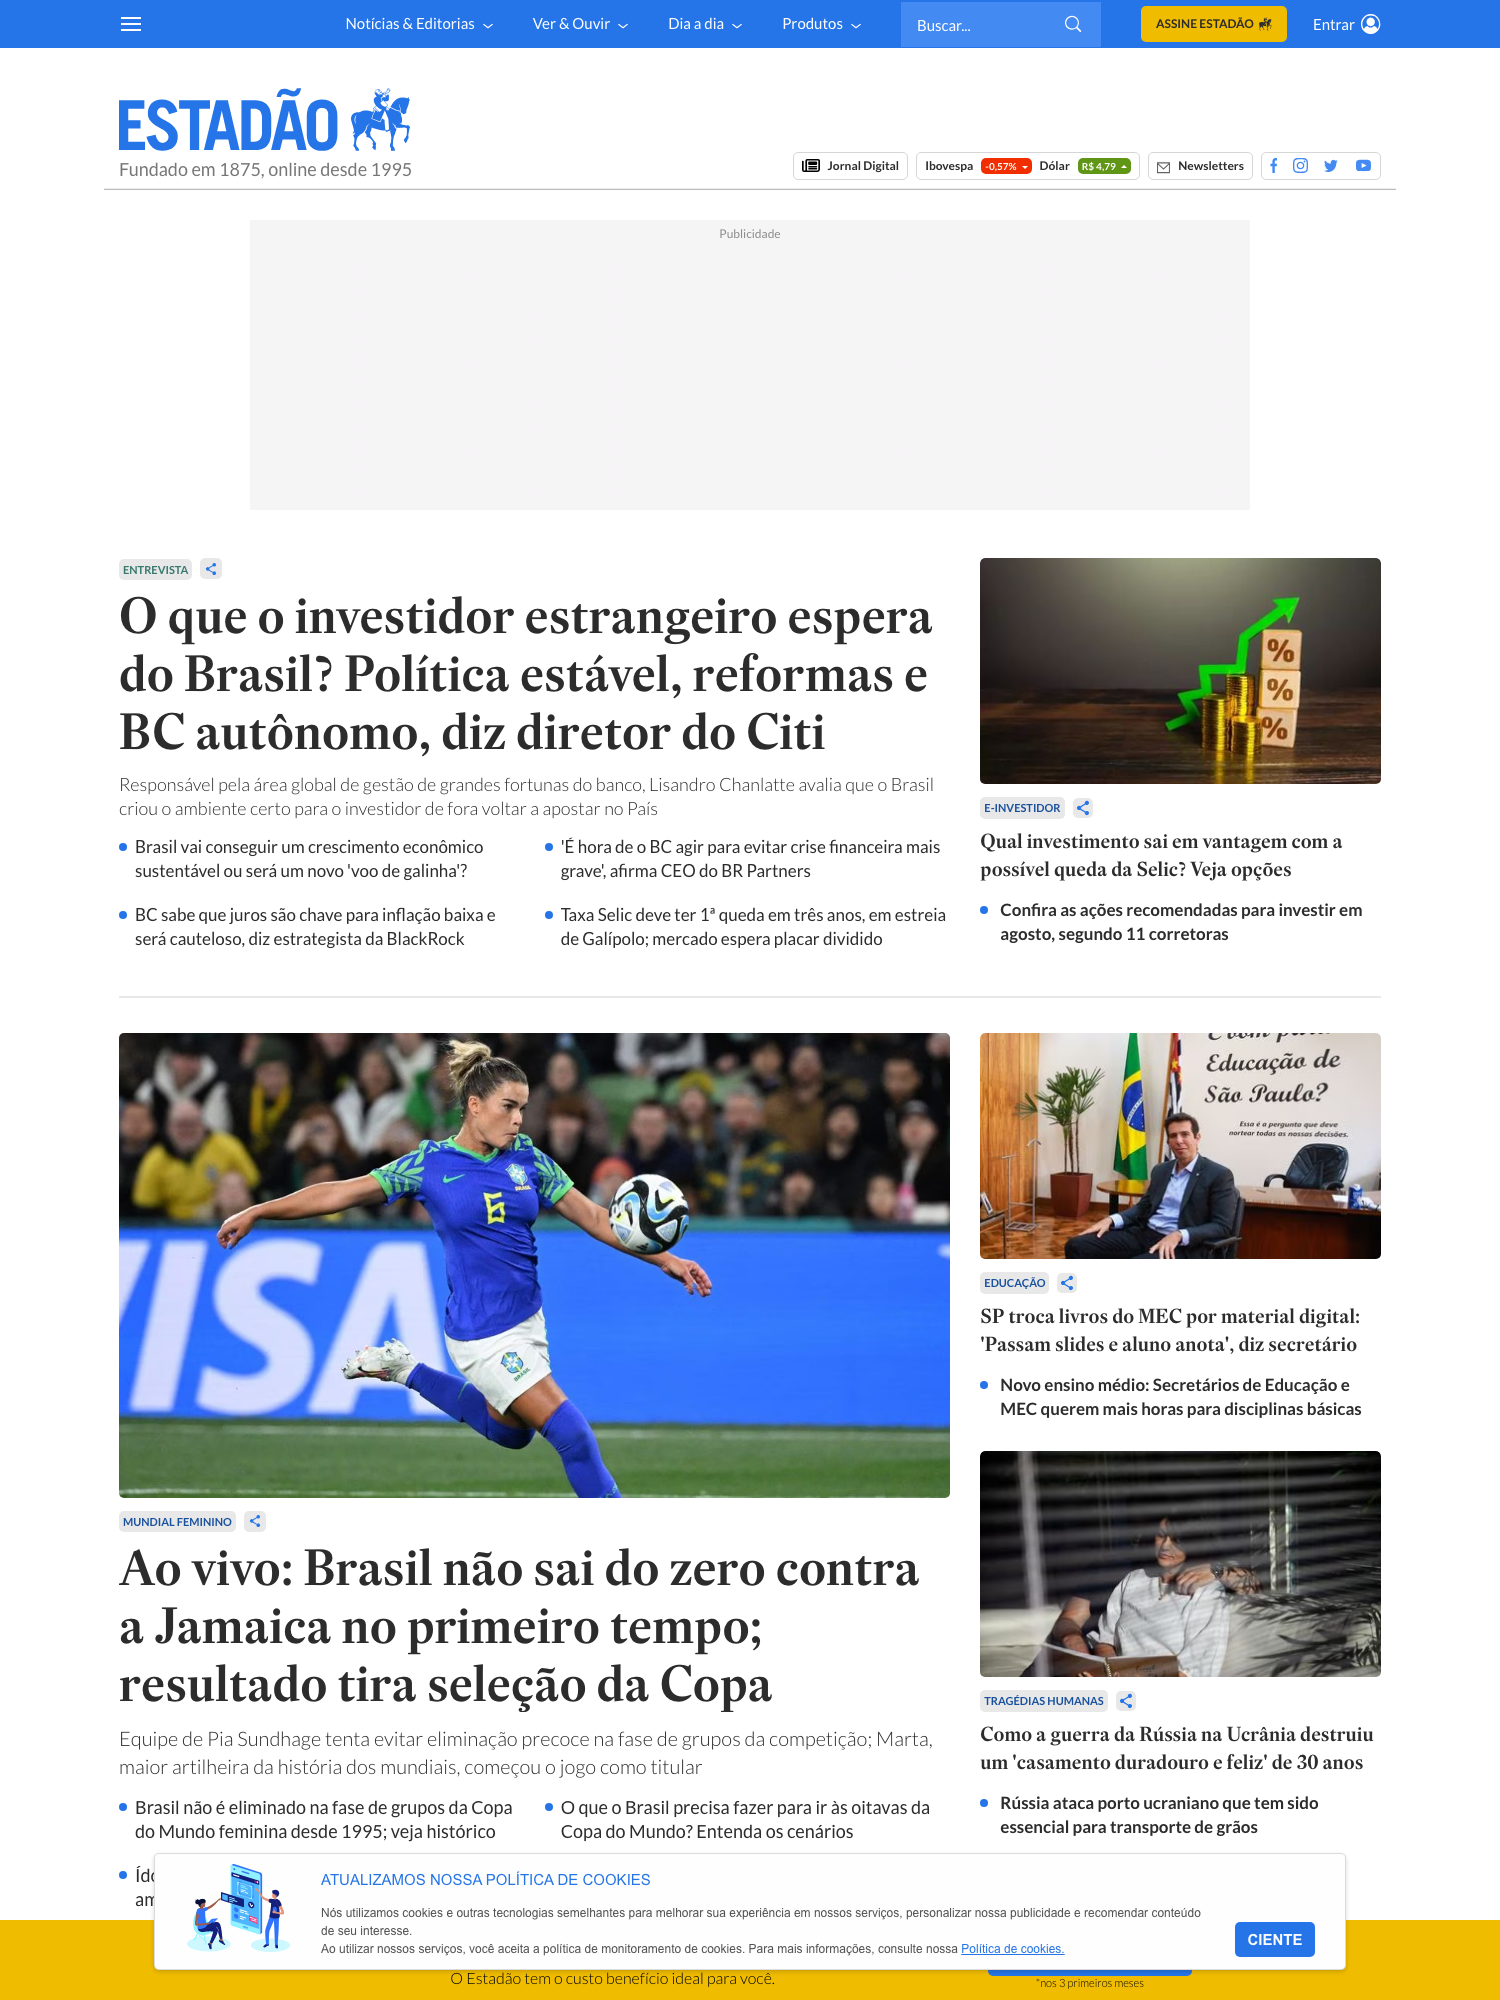 Notícias & Editorias
Ver & Ouvir
Dia a dia
Produtos
Buscar...
ASSINE ESTADÃO
Entrar
ESTADÃO
Fundado em 1875, online desde 1995
Jornal Digital
Ibovespa -0,57% Dólar R$ 4,79
Newsletters
Publicidade
ENTREVISTA
O que o investidor estrangeiro espera
do Brasil? Política estável, reformas e
BC autônomo, diz diretor do Citi
Responsável pela área global de gestão de grandes fortunas do banco, Lisandro Chanlatte avalia que o Brasil
criou o ambiente certo para o investidor de fora voltar a apostar no País
Brasil vai conseguir um crescimento econômico
sustentável ou será um novo 'voo de galinha'?
'É hora de o BC agir para evitar crise financeira mais
grave', afirma CEO do BR Partners
BC sabe que juros são chave para inflação baixa e
será cauteloso, diz estrategista da BlackRock
Taxa Selic deve ter 1ª queda em três anos, em estreia
de Galípolo; mercado espera placar dividido
%
%
%
E-INVESTIDOR
Qual investimento sai em vantagem com a
possível queda da Selic? Veja opções
Confira as ações recomendadas para investir em
agosto, segundo 11 corretoras
VISA
6
BRASIL
BRASIL
MUNDIAL FEMININO
Ao vivo: Brasil não sai do zero contra
a Jamaica no primeiro tempo;
resultado tira seleção da Copa
Equipe de Pia Sundhage tenta evitar eliminação precoce na fase de grupos da competição; Marta,
maior artilheira da história dos mundiais, começou o jogo como titular
Brasil não é eliminado na fase de grupos da Copa
do Mundo feminina desde 1995; veja histórico
O que o Brasil precisa fazer para ir às oitavas da
Copa do Mundo? Entenda os cenários
Educação de
São Paulo?
Essa é a pergunta que deve
nortear todas as nossas decisões.
EDUCAÇÃO
SP troca livros do MEC por material digital:
'Passam slides e aluno anota', diz secretário
Novo ensino médio: Secretários de Educação e
MEC querem mais horas para disciplinas básicas
TRAGÉDIAS HUMANAS
Como a guerra da Rússia na Ucrânia destruiu
um 'casamento duradouro e feliz' de 30 anos
Rússia ataca porto ucraniano que tem sido
essencial para transporte de grãos
ATUALIZAMOS NOSSA POLÍTICA DE COOKIES
Nós utilizamos cookies e outras tecnologias semelhantes para melhorar sua experiência em nossos serviços, personalizar nossa publicidade e recomendar conteúdo
de seu interesse.
Ao utilizar nossos serviços, você aceita a política de monitoramento de cookies. Para mais informações, consulte nossa Política de cookies.
CIENTE
O Estadão tem o custo benefício ideal para você.
*nos 3 primeiros meses